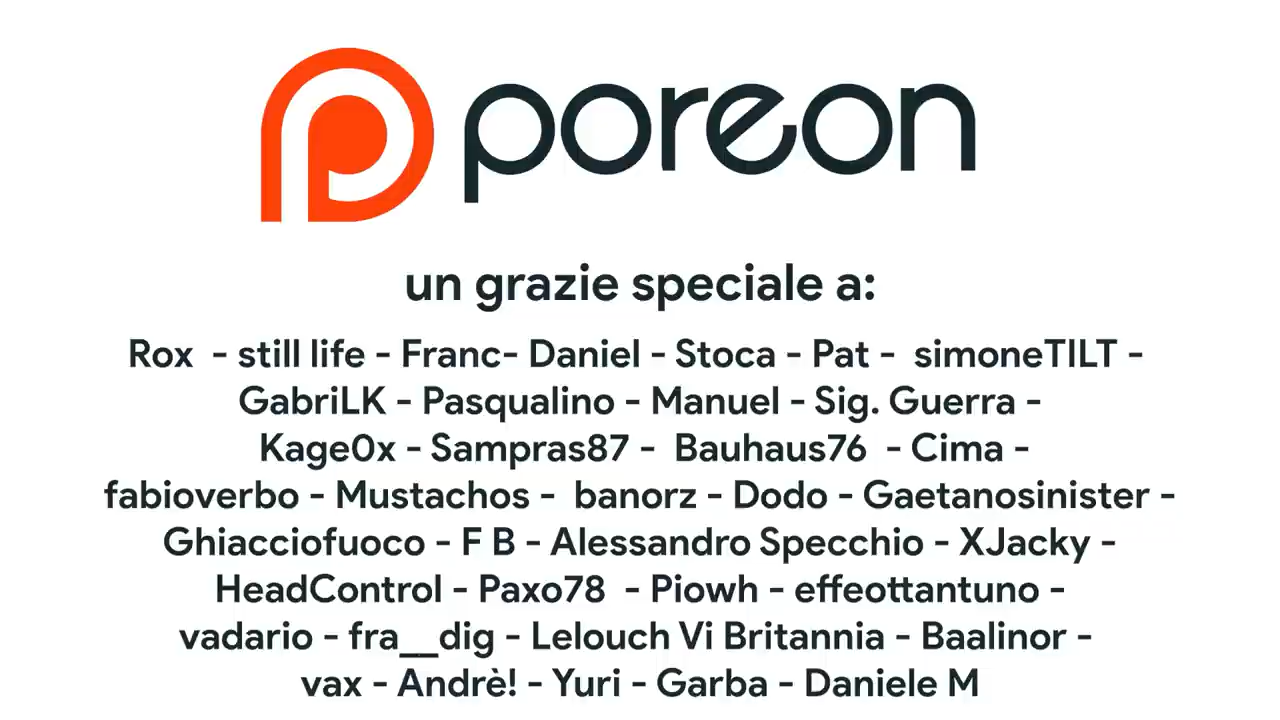 poreon
un grazie speciale a:
Rox - still life - Franc- Daniel - Stoca - Pat - simoneTILT -
GabriLK - Pasqualino - Manuel - Sig. Guerra -
Kage0x - Sampras87 - Bauhaus76 - Cima -
fabioverbo - Mustachos - banorz - Dodo - Gaetanosinister -
Ghiacciofuoco - F B - Alessandro Specchio - XJacky -
HeadControl - Paxo78 - Piowh - effeottantuno -
vadario - fra__dig - Lelouch Vi Britannia - Baalinor -
vax - Andrè! - Yuri - Garba - Daniele M